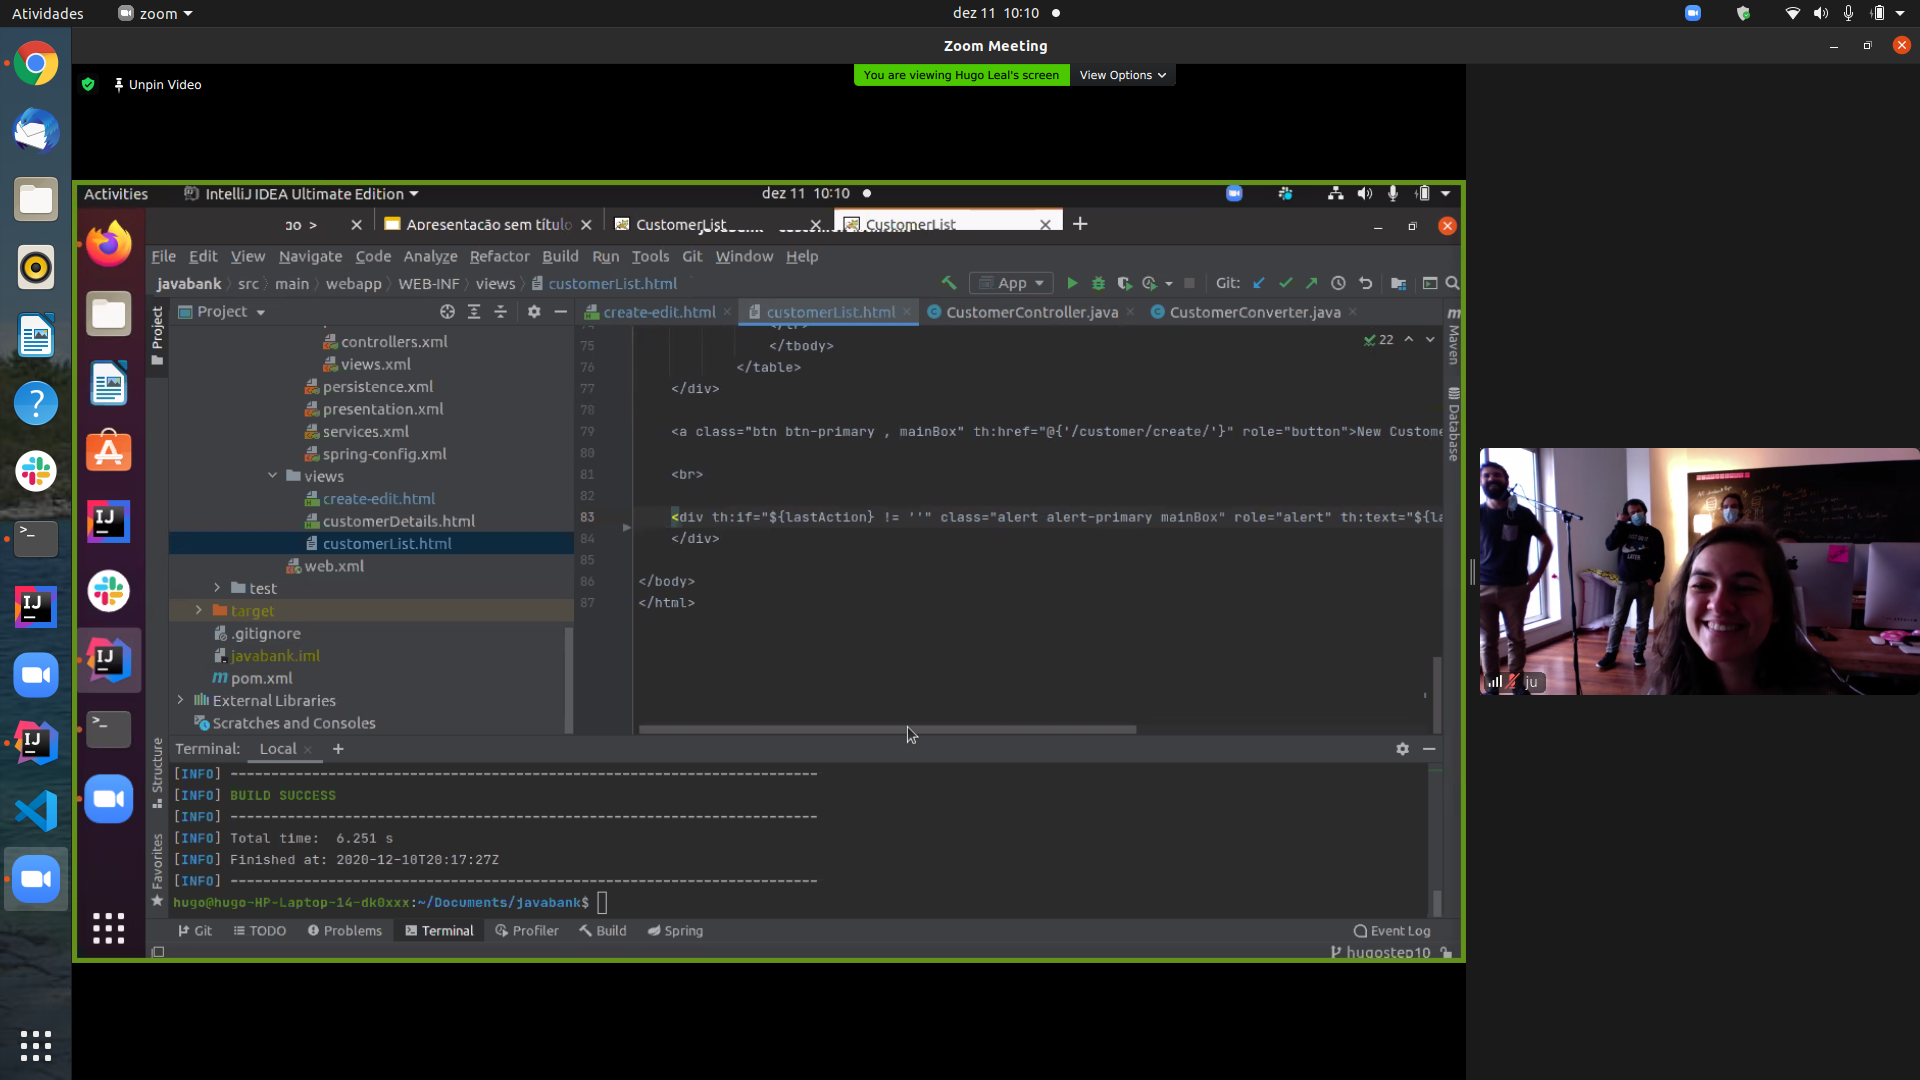 Atividades
zoom
dez 11 10:10
Zoom Meeting
Unpin Video
You are viewing Hugo Leal's screen
View Options
Activities
IntelliJ IDEA Ultimate Edition
dez 11 10:10
Apresentação sem título
CustomerList
CustomerList
File Edit View Navigate Code Analyze Refactor Build Run Tools Git Window Help
javabank src main webapp WEB-INF views customerList.html
App
Git:
Project
create-edit.html
customerList.html
CustomerController.java
CustomerConverter.java
Project
Maven
Database
22
controllers.xml
views.xml
persistence.xml
presentation.xml
services.xml
spring-config.xml
views
create-edit.html
customerDetails.html
customerList.html
web.xml
test
target
.gitignore
javabank.iml
pom.xml
External Libraries
Scratches and Consoles
75 </tbody>
76 </table>
77 </div>
78
79 <a class="btn btn-primary , mainBox" th:href="@{'/customer/create/'}" role="button">New Custome
80
81 <br>
82
83 <div th:if="${lastAction} != ''" class="alert alert-primary mainBox" role="alert" th:text="${la
84 </div>
85
86 </body>
87 </html>
ju
Structure
Favorites
Terminal: Local +
[INFO] ------------------------------------------------------------------------
[INFO] BUILD SUCCESS
[INFO] ------------------------------------------------------------------------
[INFO] Total time:  6.251 s
[INFO] Finished at: 2020-12-10T20:17:27Z
[INFO] ------------------------------------------------------------------------
hugo@hugo-HP-Laptop-14-dk0xxx:~/Documents/javabank$
Git TODO Problems Terminal Profiler Build Spring
Event Log
hugostep10